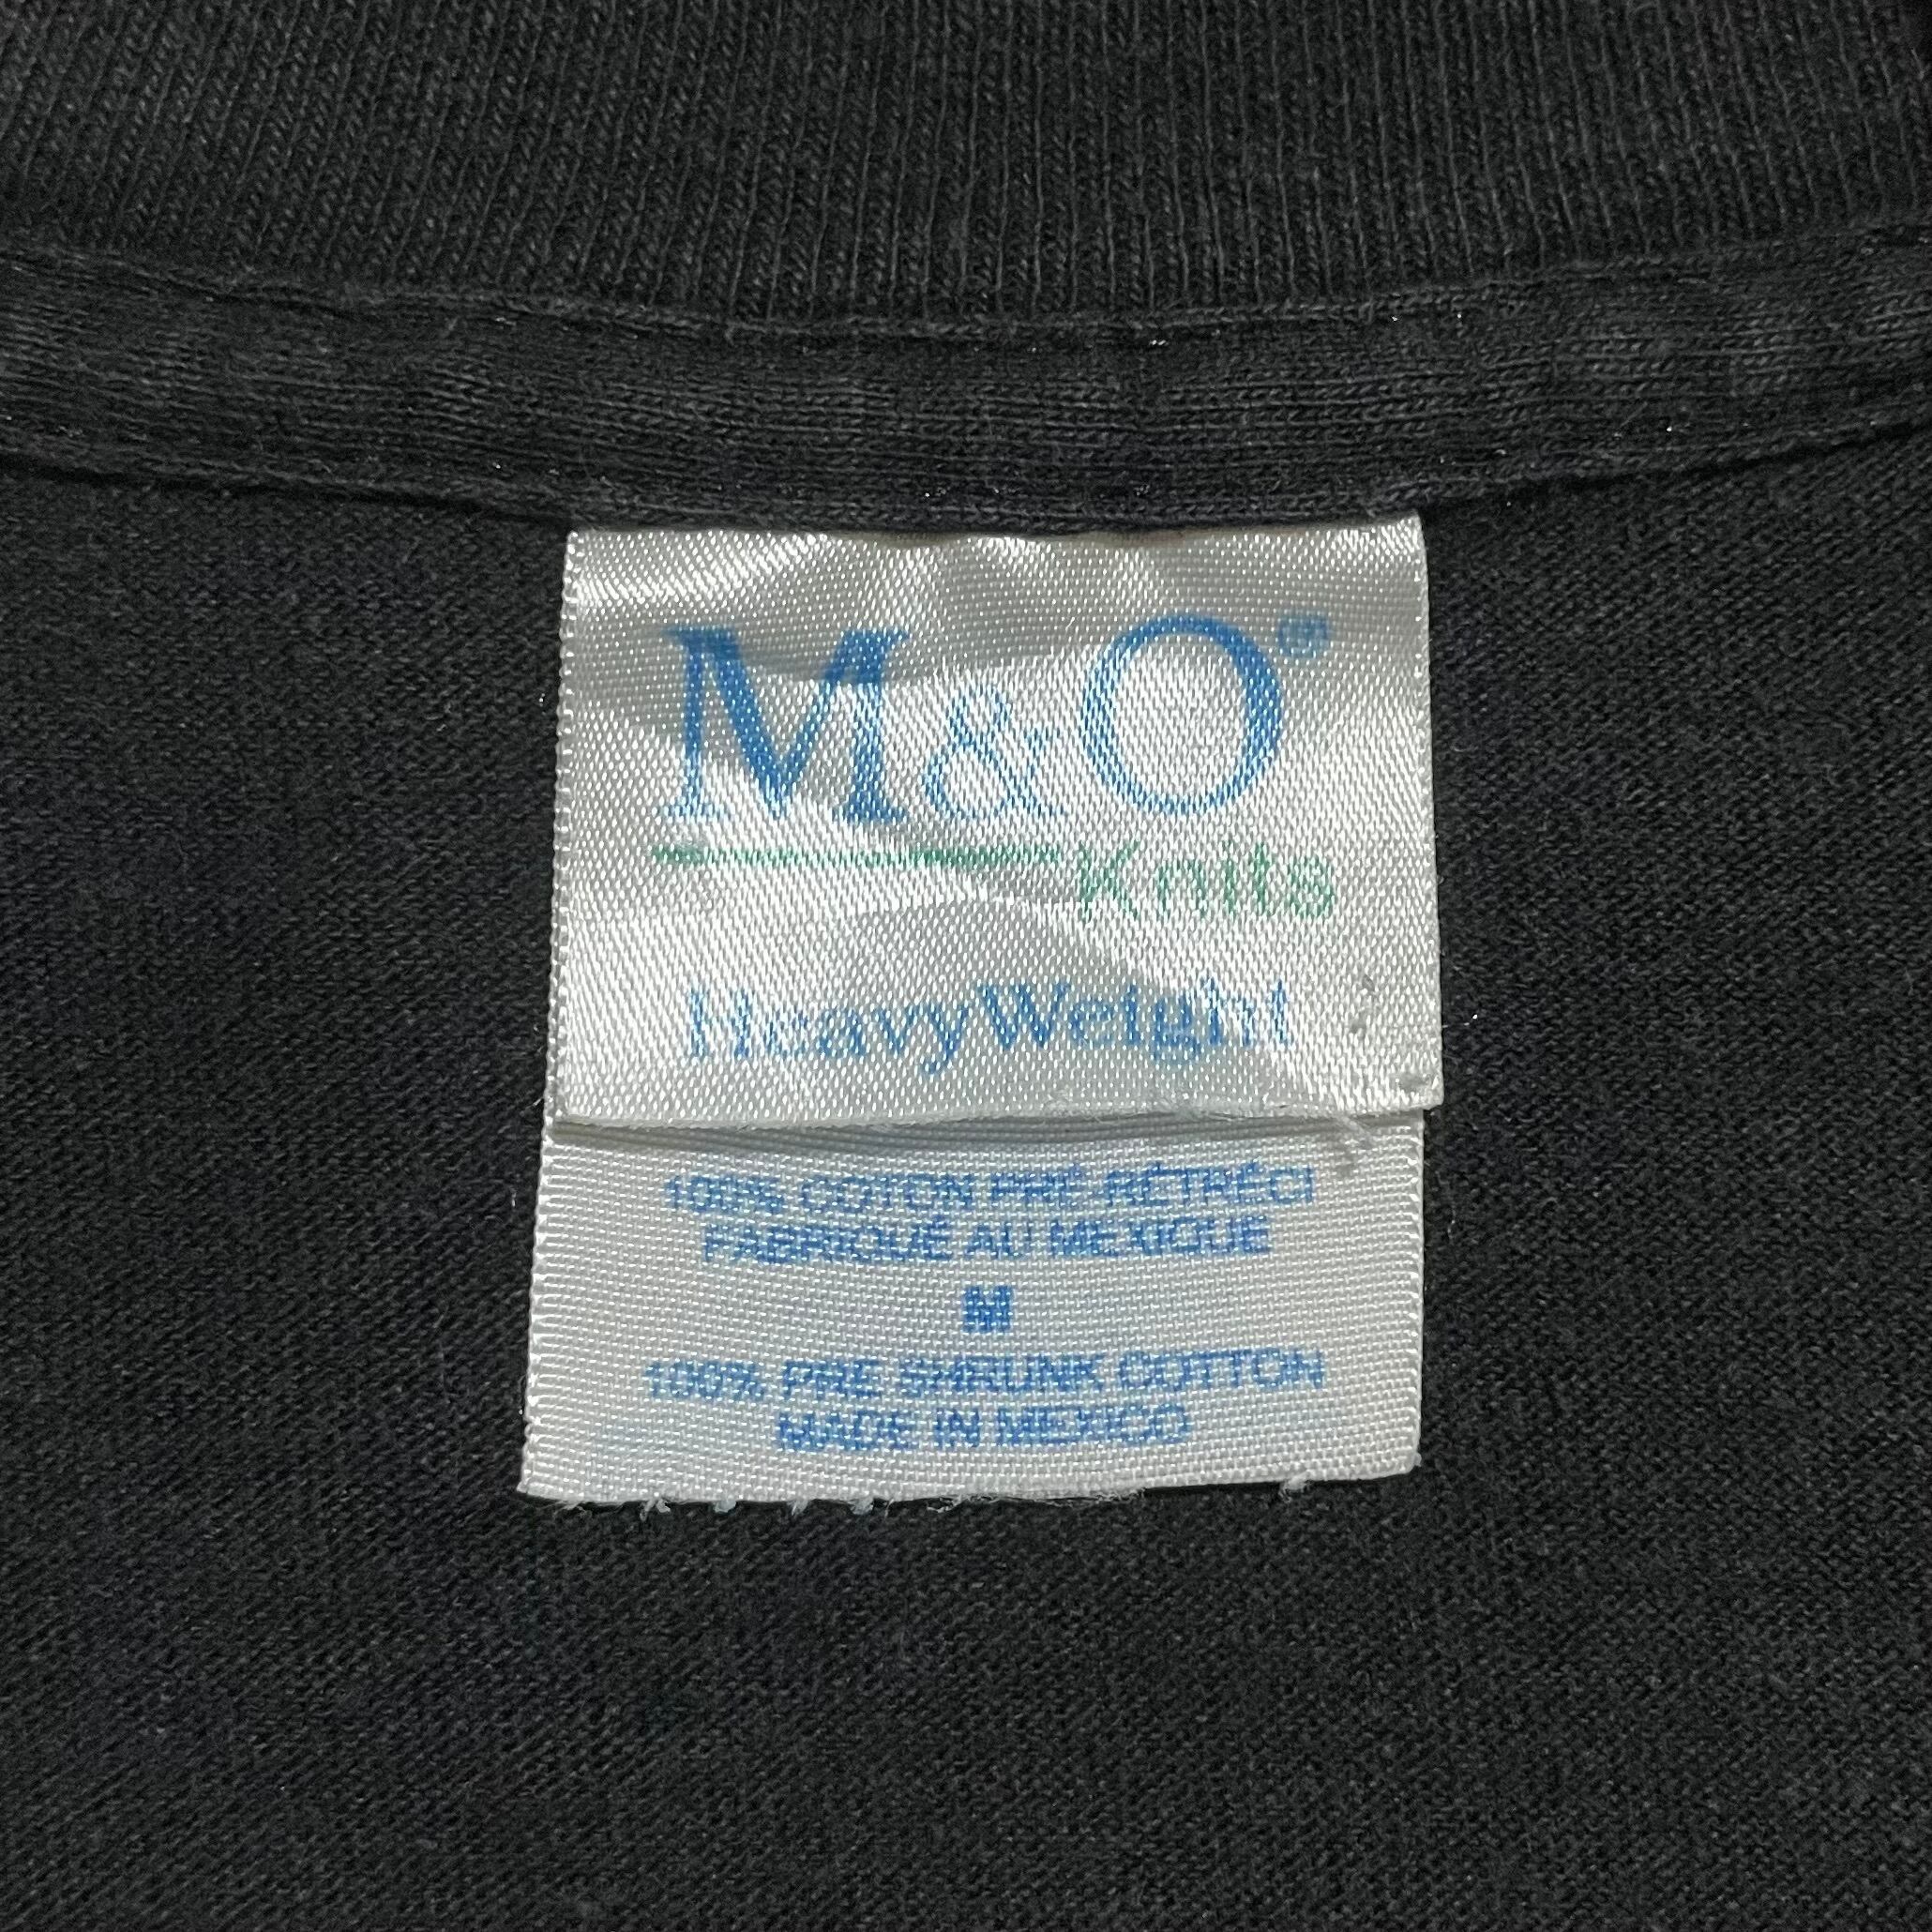 M&O®
Knits
HeavyWeight
100% COTON PRÉ-RÉTRÉCI
FABRIQUÉ AU MEXIQUE
M
100% PRE SHRUNK COTTON
MADE IN MEXICO